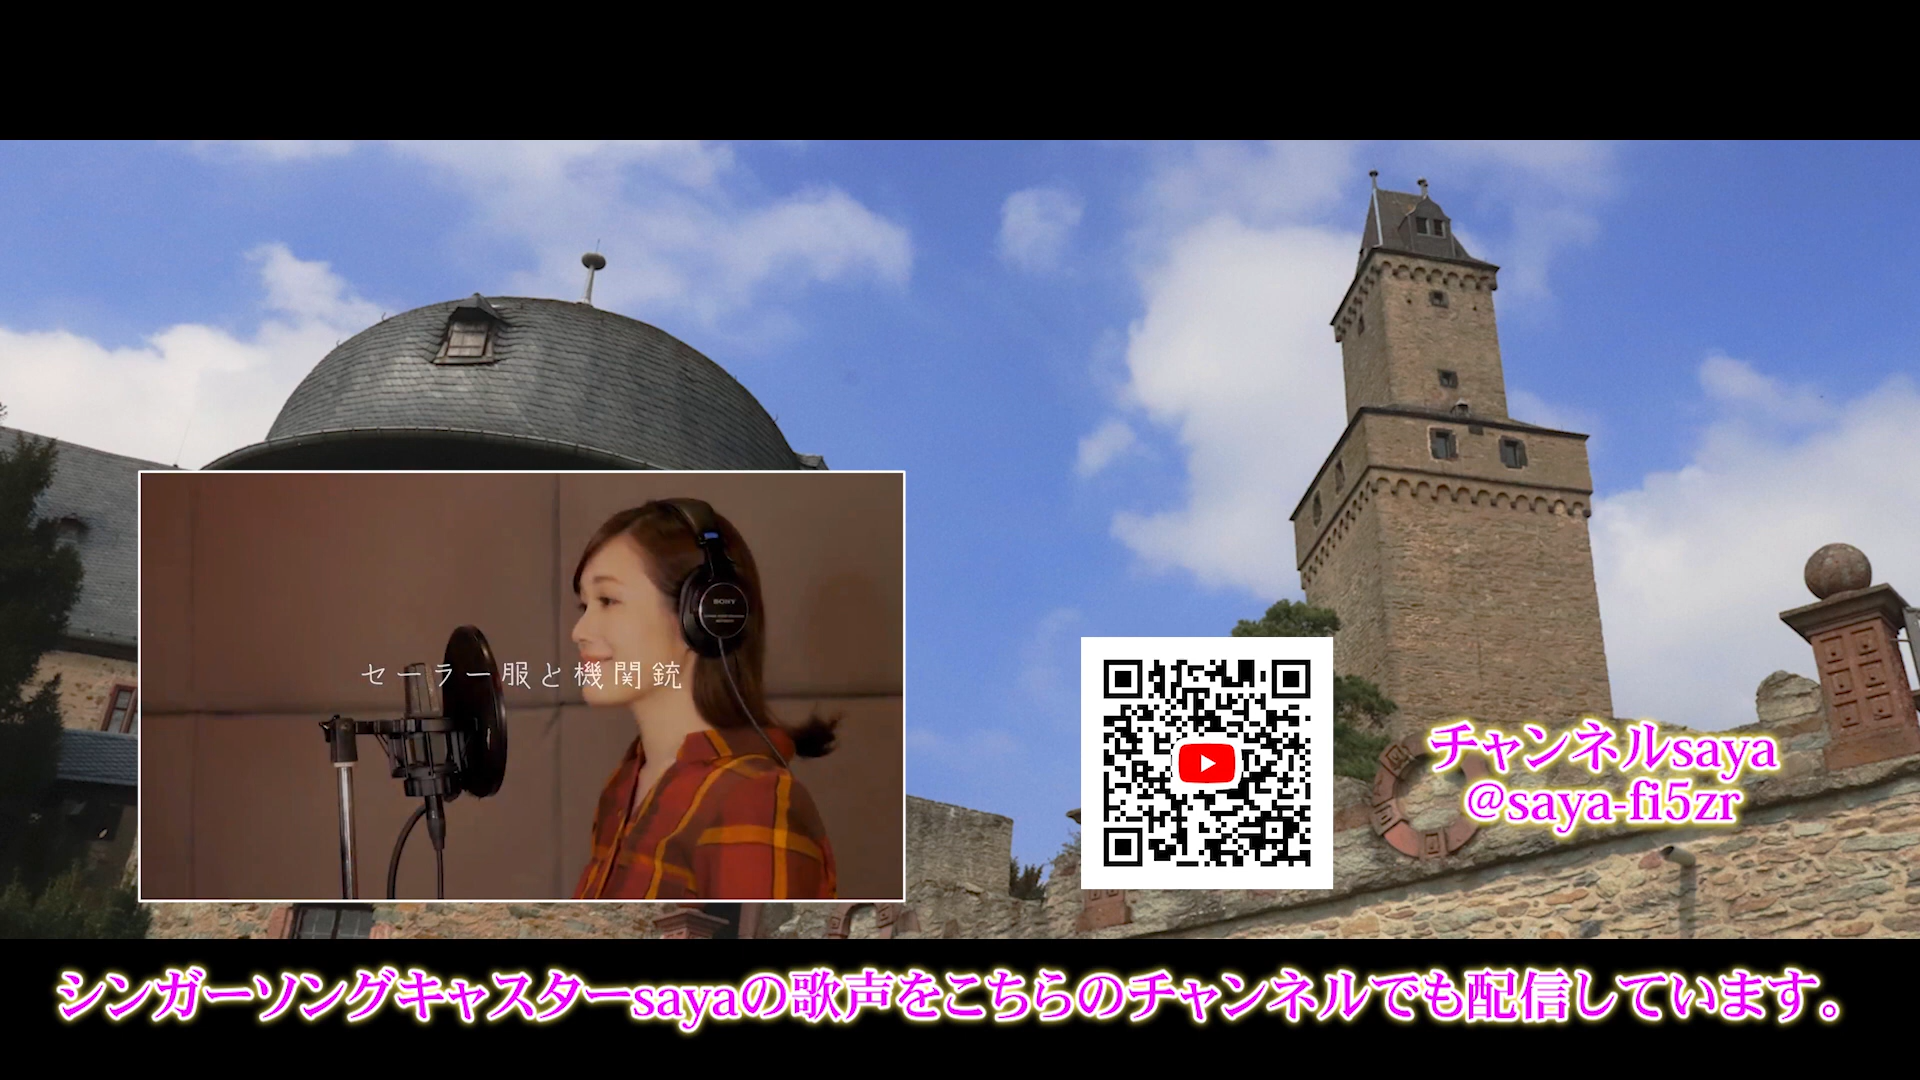 SONY
セーラー服と機関銃
チャンネルsaya
@saya-fi5zr
シンガーソングキャスターsayaの歌声をこちらのチャンネルでも配信しています。